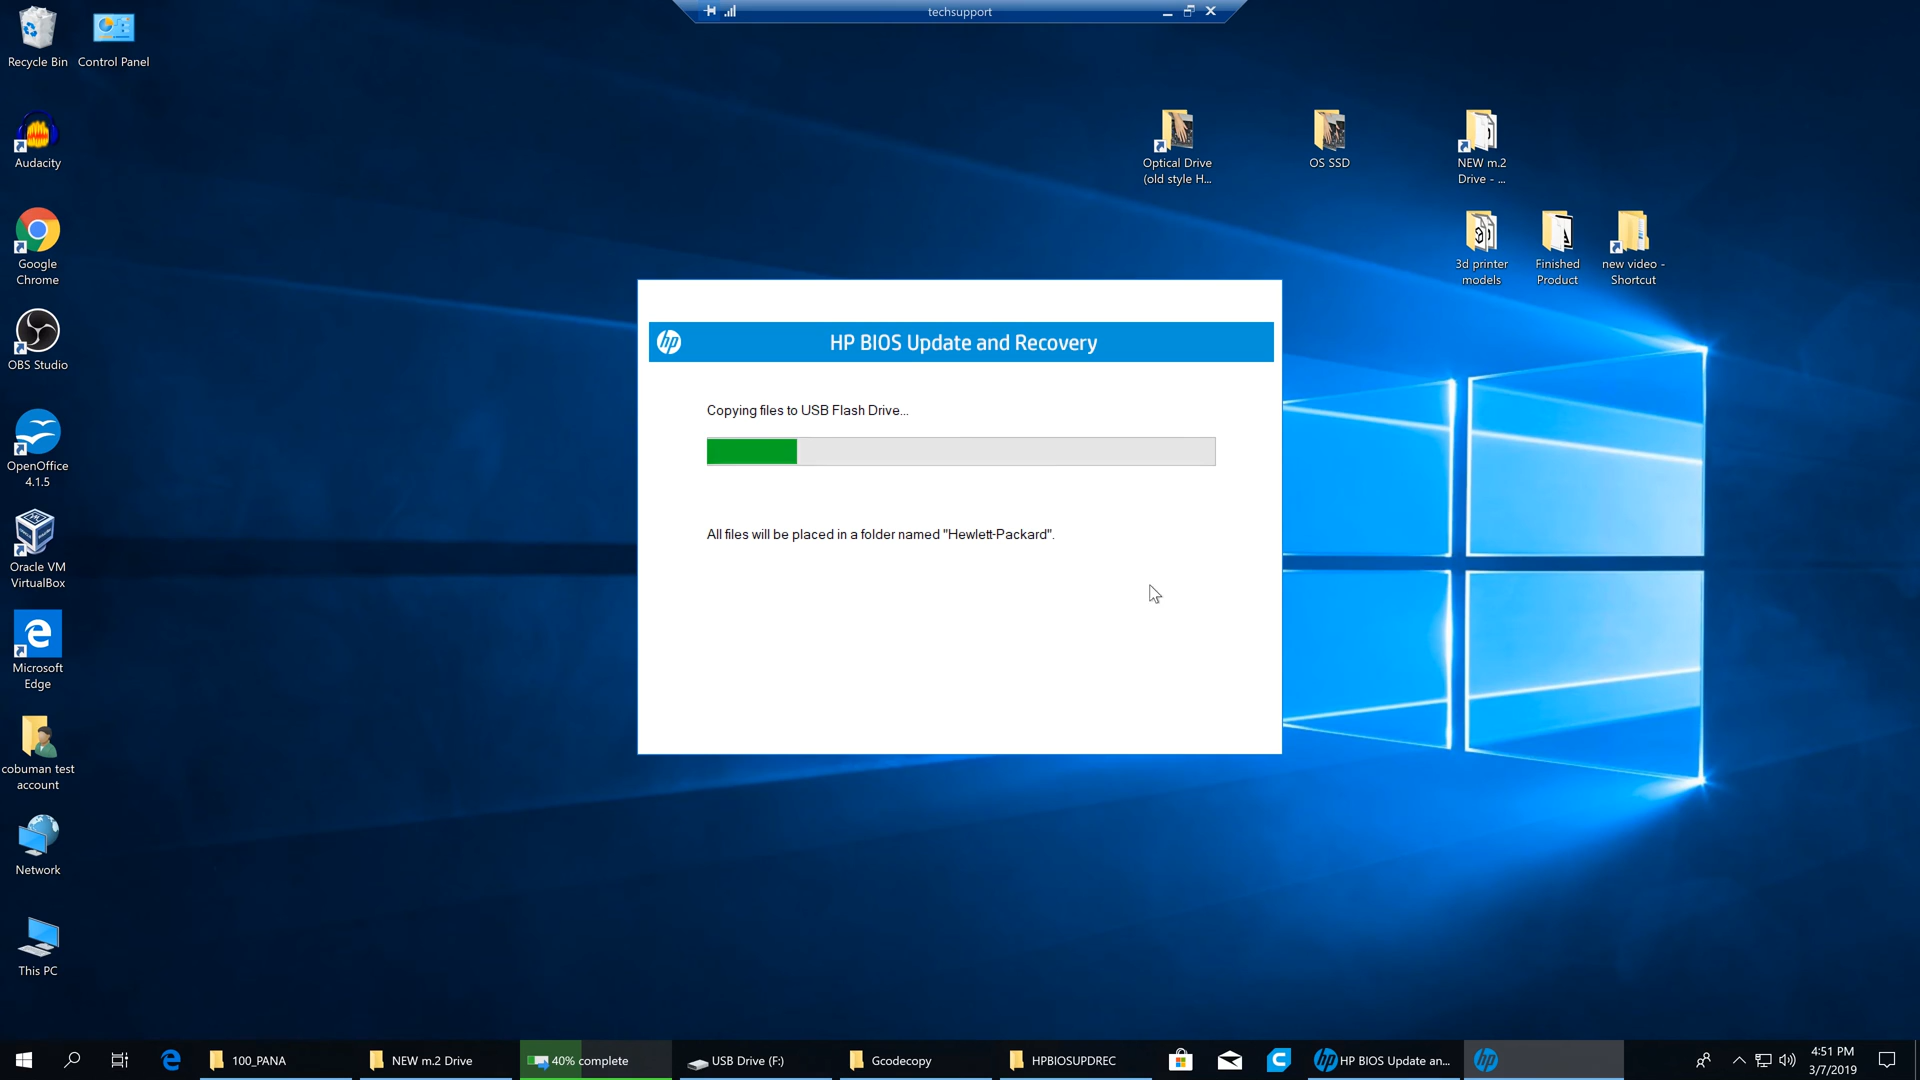 techsupport
Recycle Bin
Control Panel
Audacity
Optical Drive
(old style H...
OS SSD
NEW m.2
Drive - ...
Google
Chrome
3d printer
models
Finished
Product
new video -
Shortcut
OBS Studio
hp
HP BIOS Update and Recovery
Copying files to USB Flash Drive...
OpenOffice
4.1.5
All files will be placed in a folder named "Hewlett-Packard".
Oracle VM
VirtualBox
Microsoft
Edge
cobuman test
account
Network
This PC
100_PANA
NEW m.2 Drive
40% complete
USB Drive (F:)
Gcodecopy
HPBIOSUPDREC
HP BIOS Update an...
4:51 PM
3/7/2019